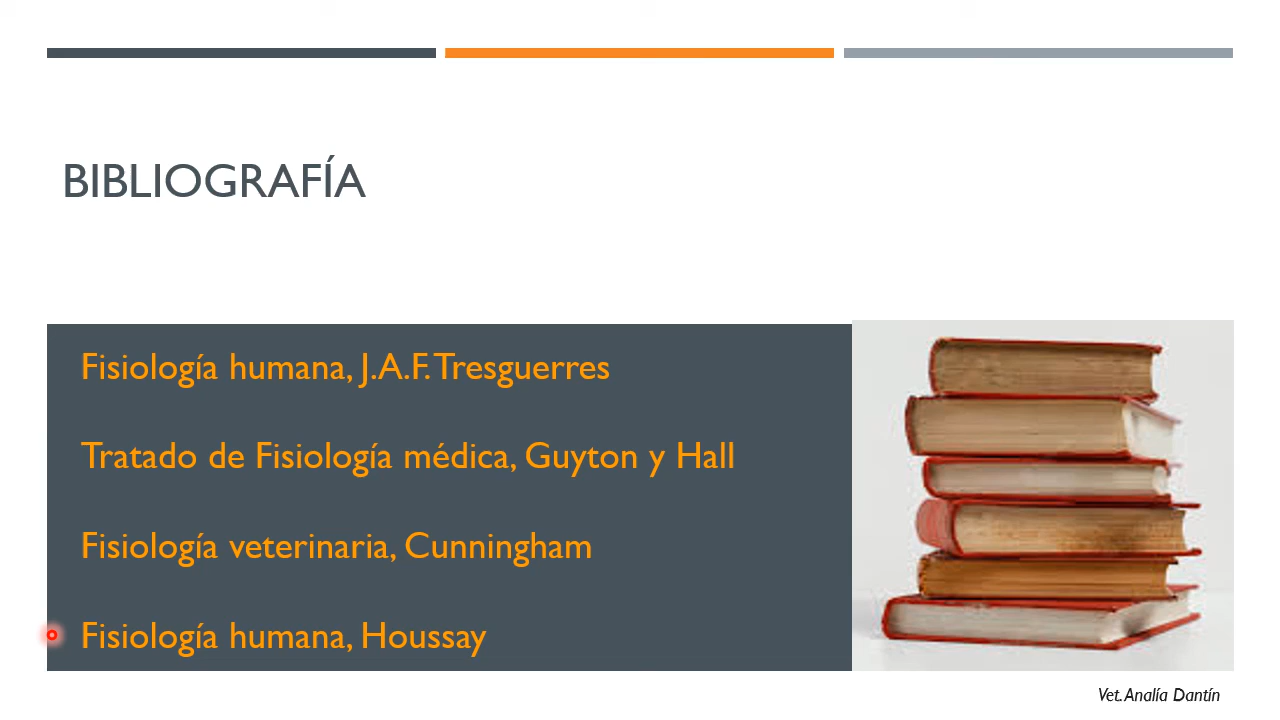 BIBLIOGRAFÍA
Fisiología humana, J.A.F. Tresguerres
Tratado de Fisiología médica, Guyton y Hall
Fisiología veterinaria, Cunningham
Fisiología humana, Houssay
Vet. Analía Dantín